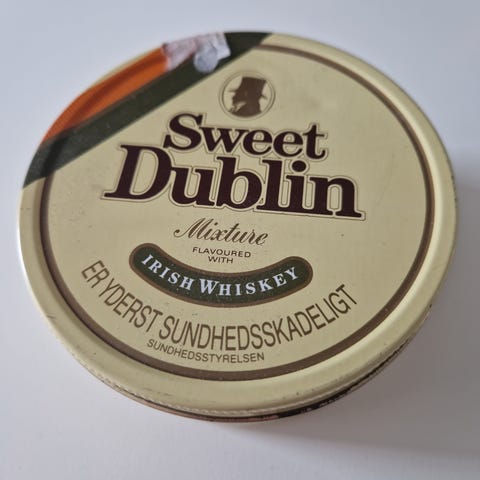 Sweet
Dublin
Mixture
FLAVOURED
WITH
IRISH WHISKEY
ER YDERST SUNDHEDSSKADELIGT
SUNDHEDSSTYRELSEN